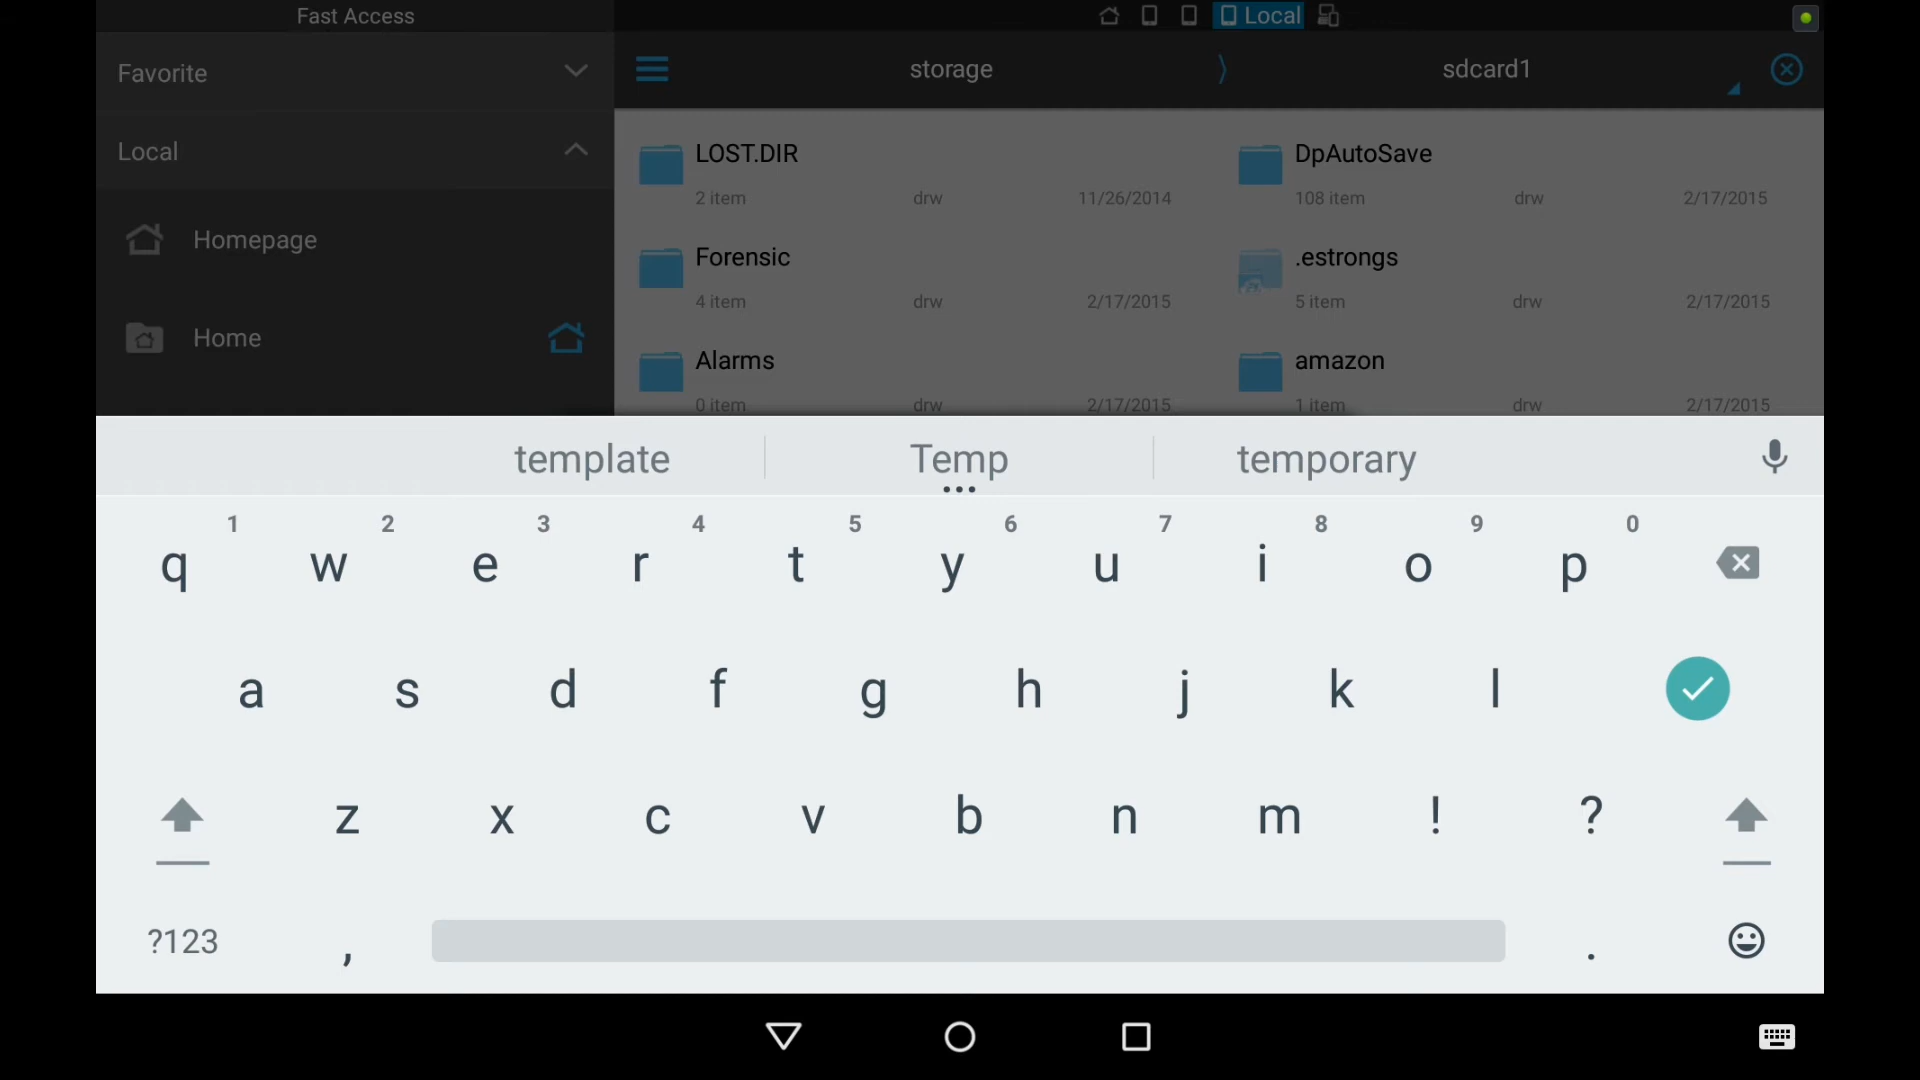 Fast Access
Local
Favorite
storage
sdcard1
Local
LOST.DIR
DpAutoSave
2 item drw 11/26/2014
108 item drw 2/17/2015
Homepage
Forensic
.estrongs
4 item drw 2/17/2015
5 item drw 2/17/2015
Home
Alarms
amazon
0 item drw 2/17/2015
1 item drw 2/17/2015
template Temp temporary
1 2 3 4 5 6 7 8 9 0
q w e r t y u i o p
a s d f g h j k l
z x c v b n m ! ?
?123 , .